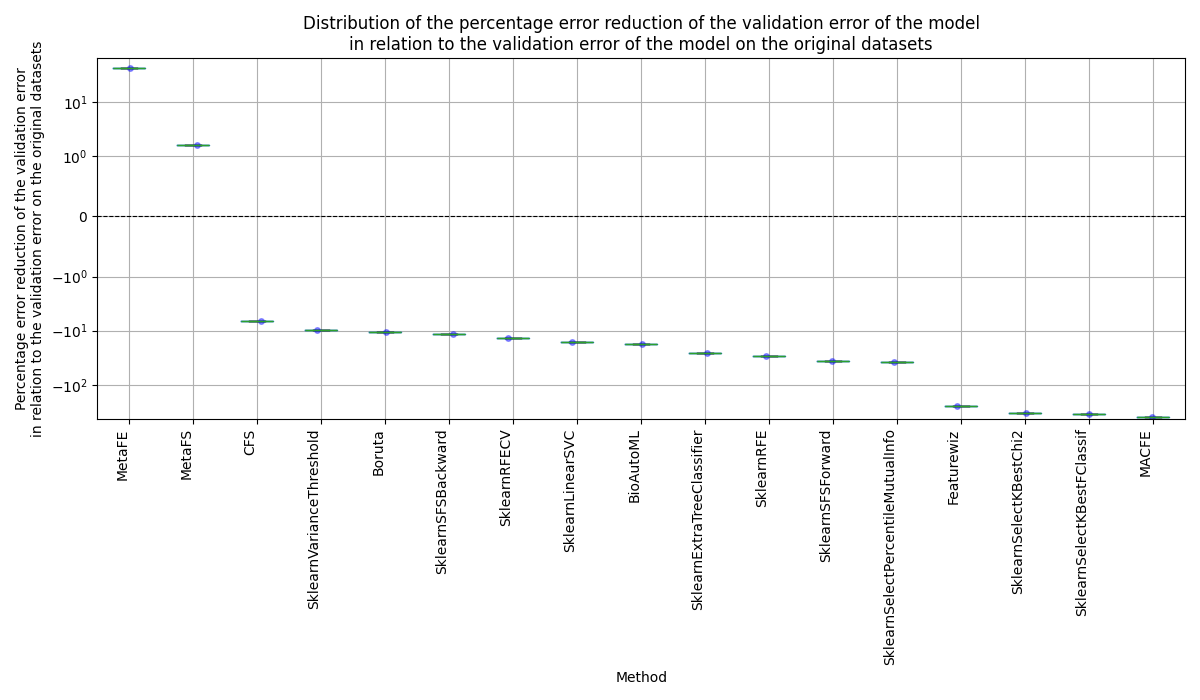 Distribution of the percentage error reduction of the validation error of the model
in relation to the validation error of the model on the original datasets
Percentage error reduction of the validation error
in relation to the validation error on the original datasets
10¹
10⁰
0
−10⁰
−10¹
−10²
MetaFE
MetaFS
CFS
SklearnVarianceThreshold
Boruta
SklearnSFSBackward
SklearnRFECV
SklearnLinearSVC
BioAutoML
SklearnExtraTreeClassifier
SklearnRFE
SklearnSFSForward
SklearnSelectPercentileMutualInfo
Featurewiz
SklearnSelectKBestChi2
SklearnSelectKBestFClassif
MACFE
Method